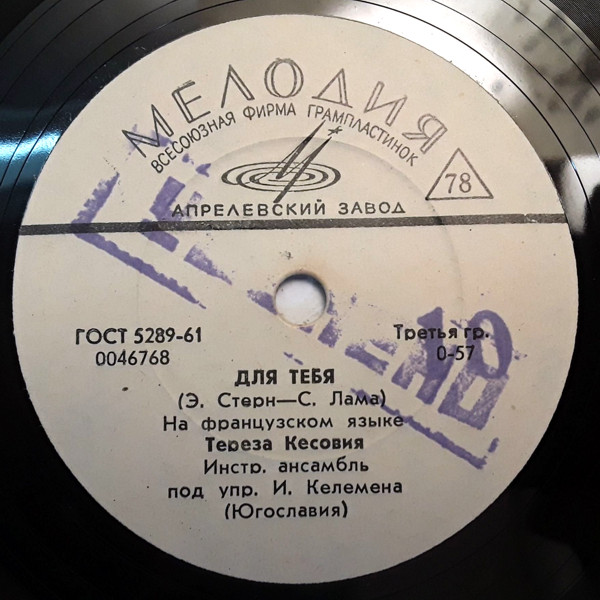 МЕЛОДИЯ
ВСЕСОЮЗНАЯ ФИРМА ГРАМПЛАСТИНОК
78
АПРЕЛЕВСКИЙ ЗАВОД
ГОСТ 5289-61
0046768
Третья гр.
0-57
ДЛЯ ТЕБЯ
(Э. Стерн—С. Лама)
На французском языке
Тереза Кесовия
Инстр. ансамбль
под упр. И. Келемена
(Югославия)